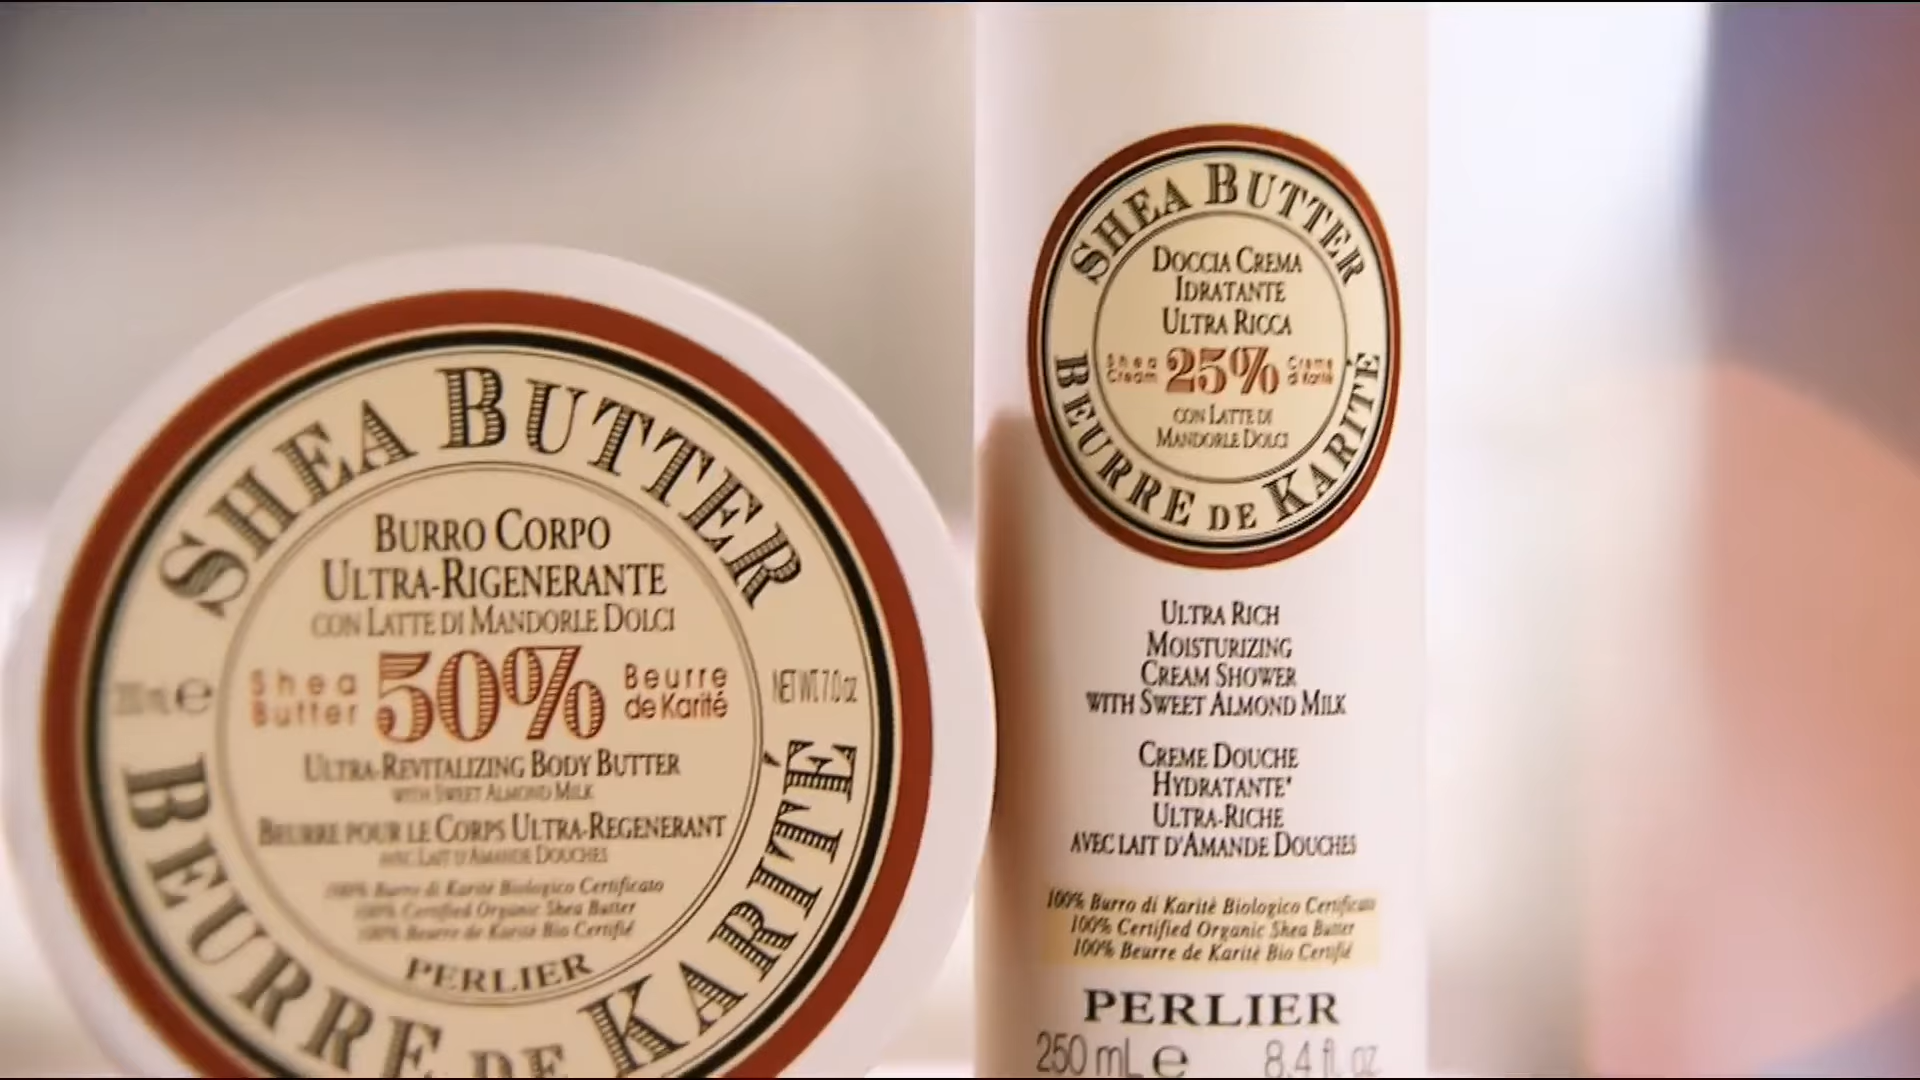 SHEA BUTTER
BURRO CORPO
ULTRA-RIGENERANTE
CON LATTE DI MANDORLE DOLCI
Shea Butter 50% Beurre de Karité
NET WT. 7.0 oz
ULTRA-REVITALIZING BODY BUTTER
WITH SWEET ALMOND MILK
BEURRE POUR LE CORPS ULTRA-REGENERANT
AVEC LAIT D'AMANDE DOUCHES
100% Burro di Karitè Biologico Certificato
100% Certified Organic Shea Butter
100% Beurre de Karité Bio Certifié
PERLIER
BEURRE DE KARITÉ
SHEA BUTTER
DOCCIA CREMA
IDRATANTE
ULTRA RICCA
Shea Cream 25% Creme di Karité
CON LATTE DI
MANDORLE DOLCI
BEURRE DE KARITÉ
ULTRA RICH
MOISTURIZING
CREAM SHOWER
WITH SWEET ALMOND MILK
CREME DOUCHE
HYDRATANTE*
ULTRA-RICHE
AVEC LAIT D'AMANDE DOUCHES
100% Burro di Karitè Biologico Certificato
100% Certified Organic Shea Butter
100% Beurre de Karité Bio Certifié
PERLIER
250 mL e 8.4 fl. oz